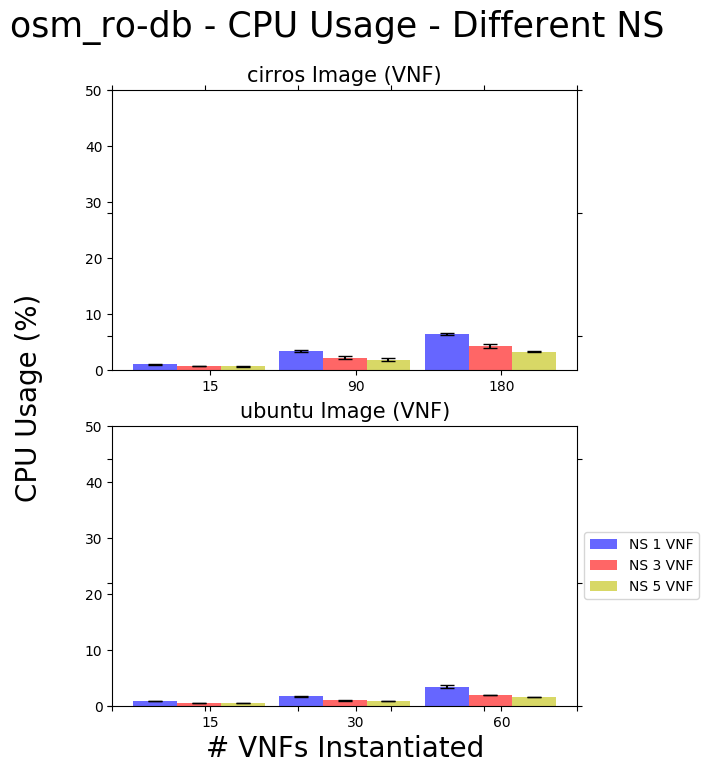 osm_ro-db - CPU Usage - Different NS
cirros Image (VNF)
50
40
30
20
10
0
15 90 180
CPU Usage (%)
ubuntu Image (VNF)
50
40
30
20
10
0
15 30 60
# VNFs Instantiated
NS 1 VNF
NS 3 VNF
NS 5 VNF